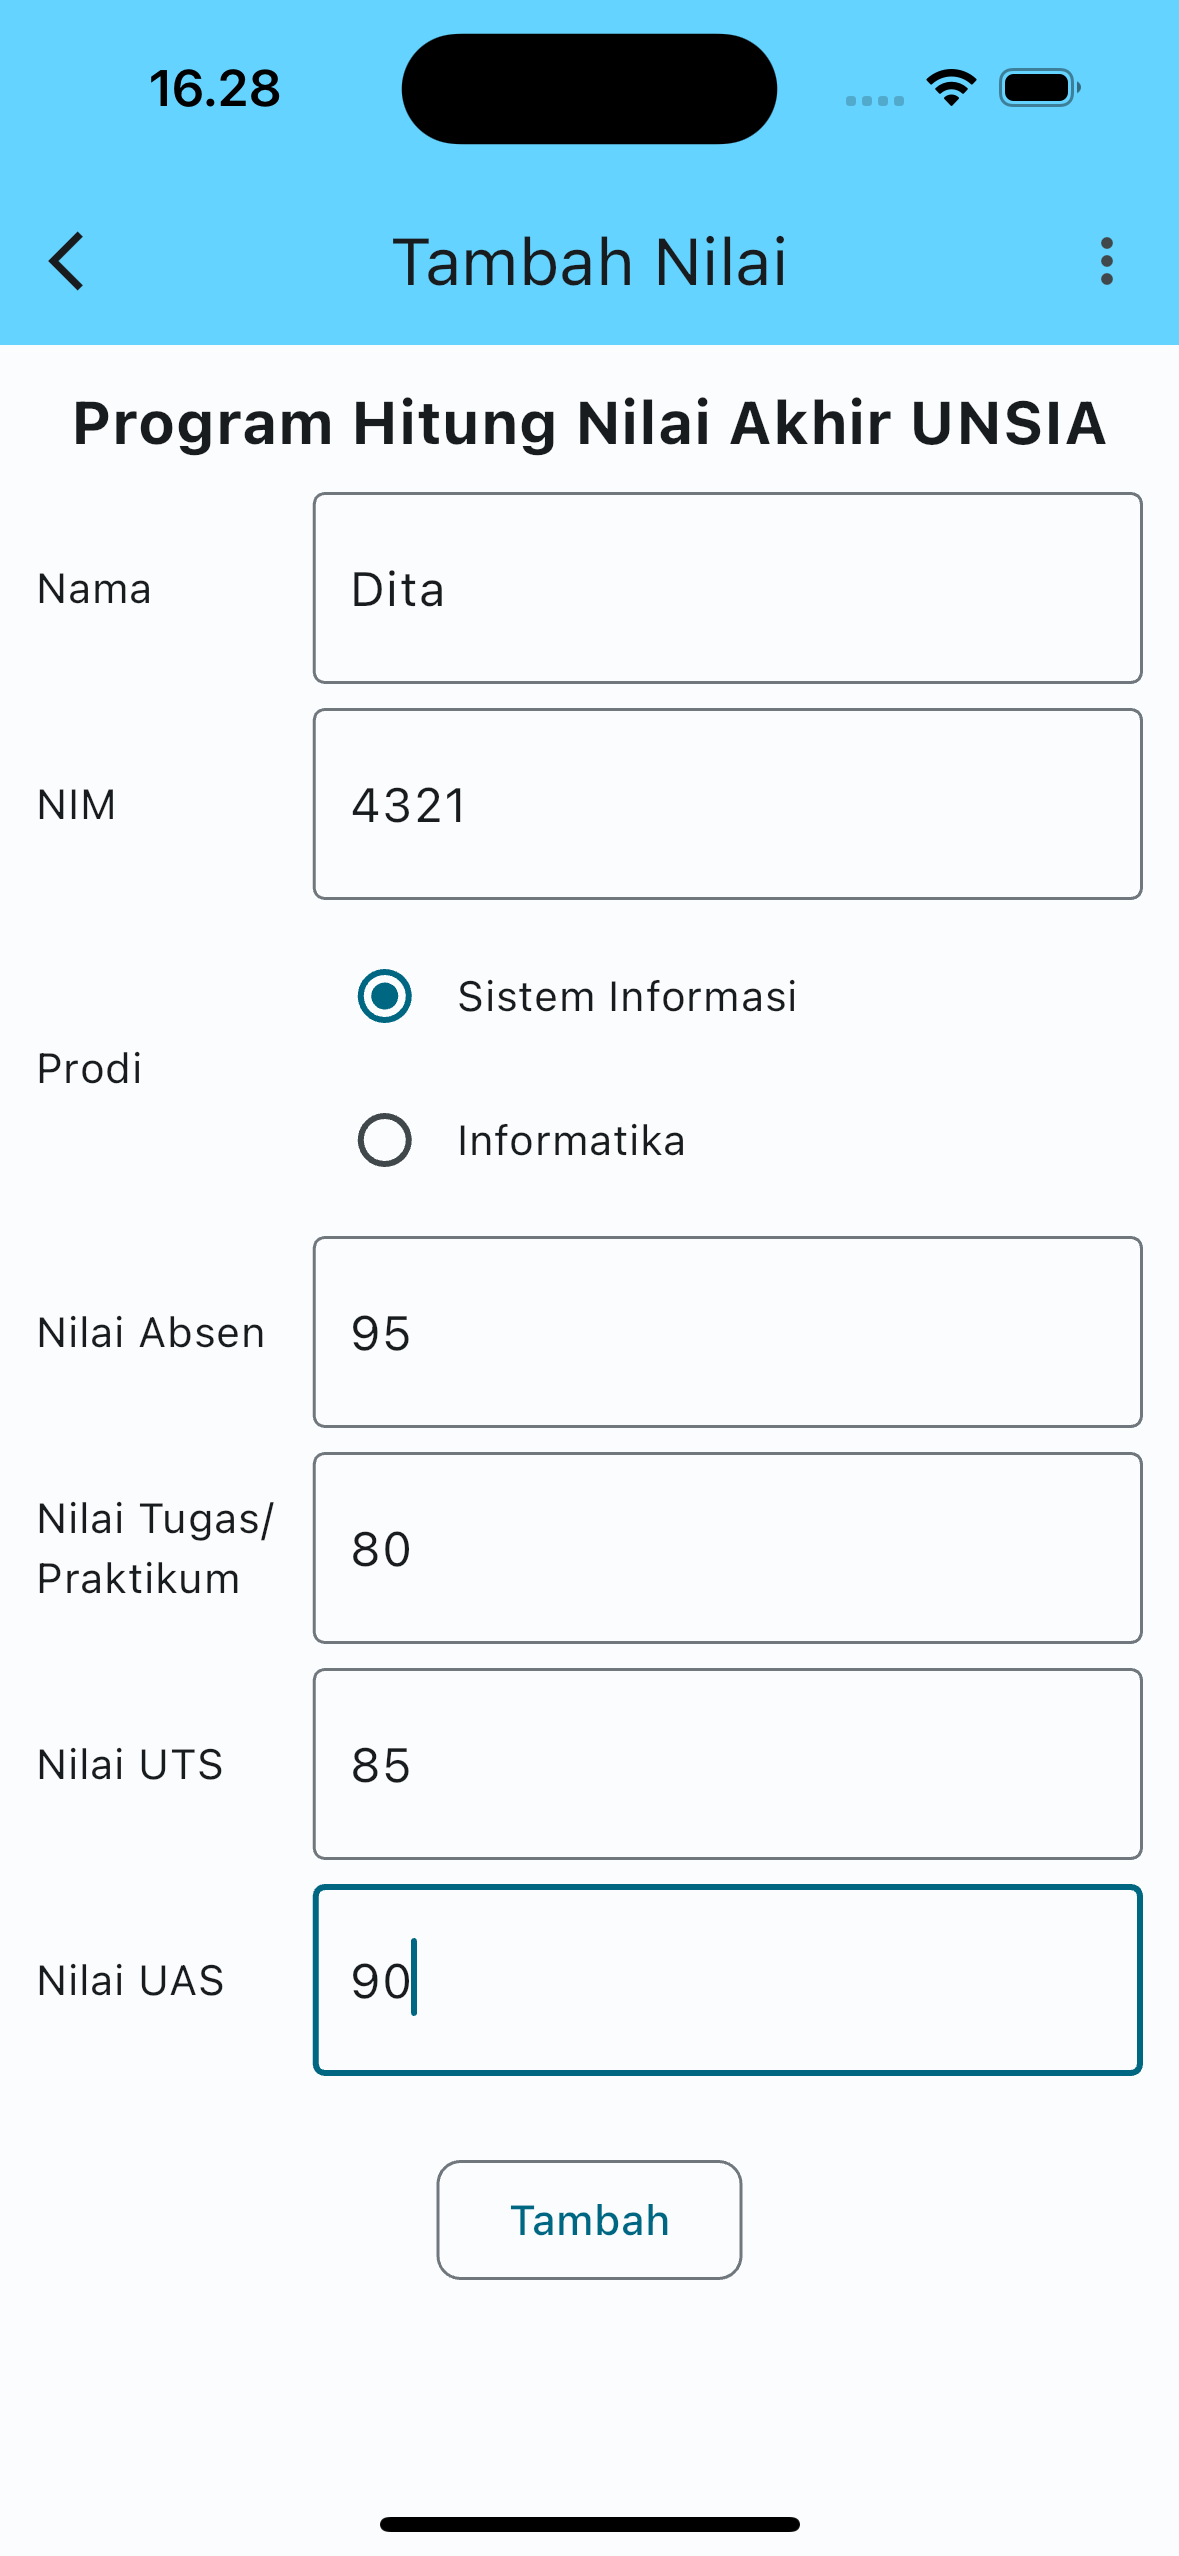 16.28
Tambah Nilai
Program Hitung Nilai Akhir UNSIA
Nama
Dita
NIM
4321
Prodi
Sistem Informasi
Informatika
Nilai Absen
95
Nilai Tugas/
Praktikum
80
Nilai UTS
85
Nilai UAS
90
Tambah